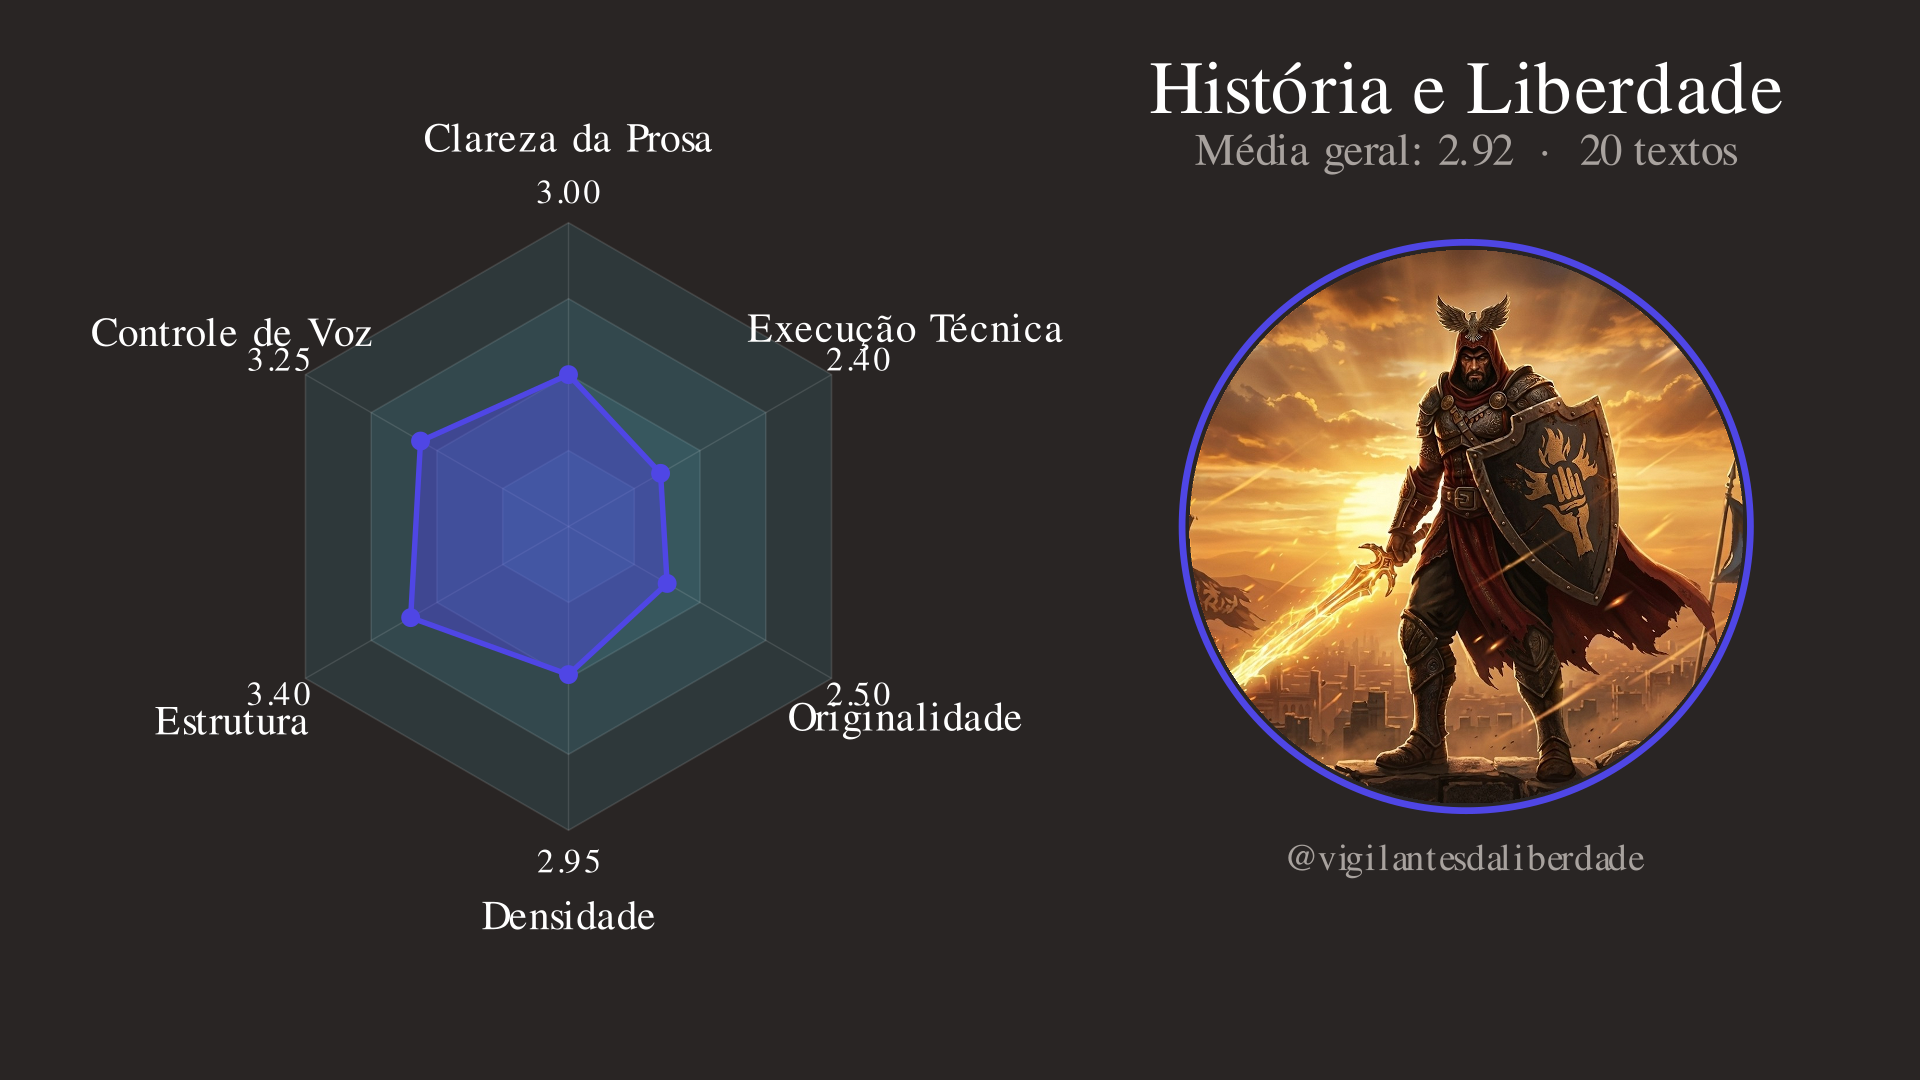 História e Liberdade
Média geral: 2.92 · 20 textos
Clareza da Prosa
3.00
Controle de Voz
3.25
Execução Técnica
2.40
3.40
Estrutura
2.50
Originalidade
2.95
Densidade
@vigilantesdaliberdade